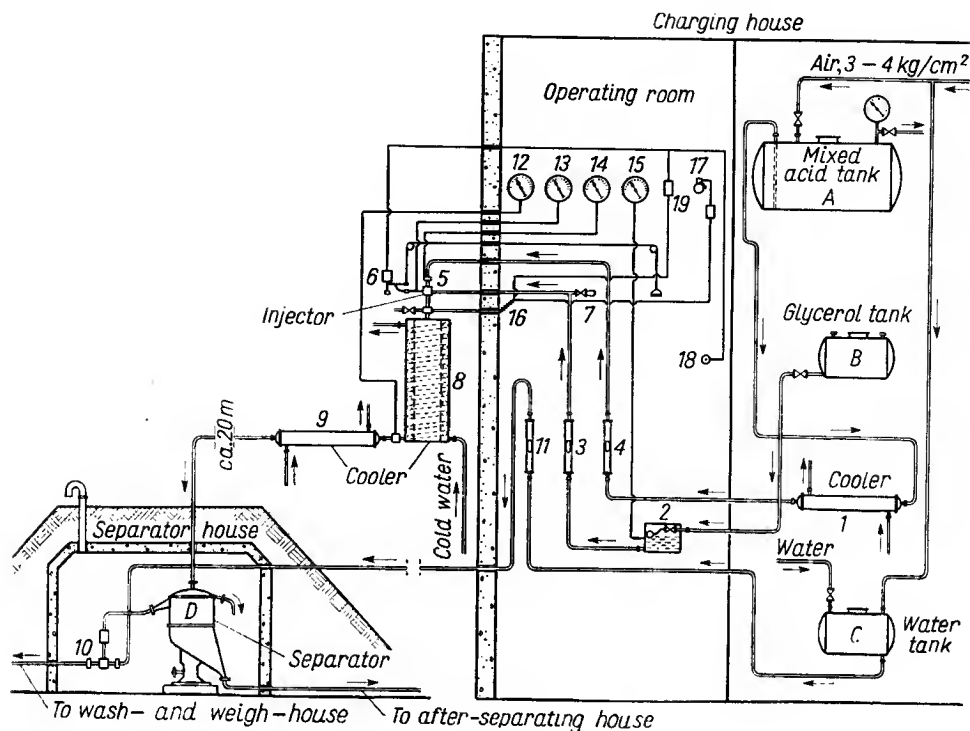 Charging house
Air, 3 – 4 kg/cm²
Operating room
Mixed
acid tank
A
12
13
14
15
17
19
6
5
Injector
16
7
Glycerol tank
B
18
8
9
ca. 20 m
Cooler
11
3
4
Cooler
1
2
Cold water
Separator house
Water
D
C
Water
tank
10
Separator
To wash- and weigh-house
To after-separating house